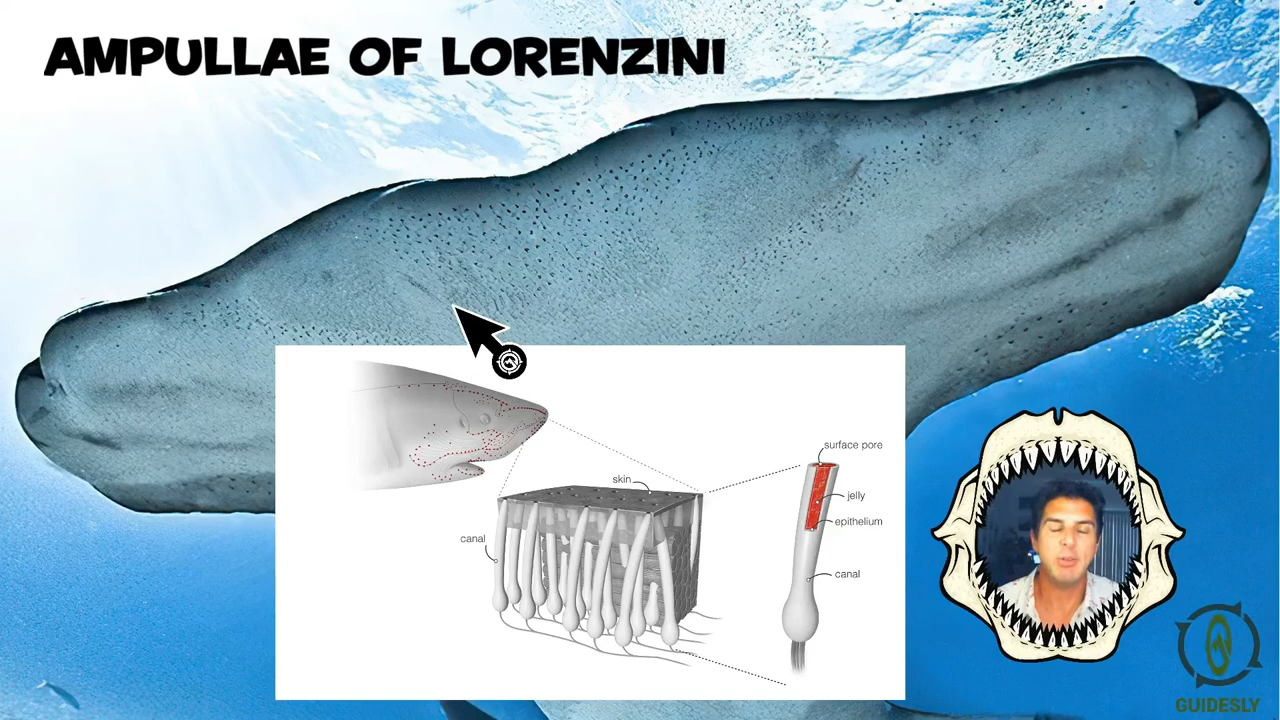 AMPULLAE OF LORENZINI
surface pore
skin
jelly
epithelium
canal
canal
GUIDESLY